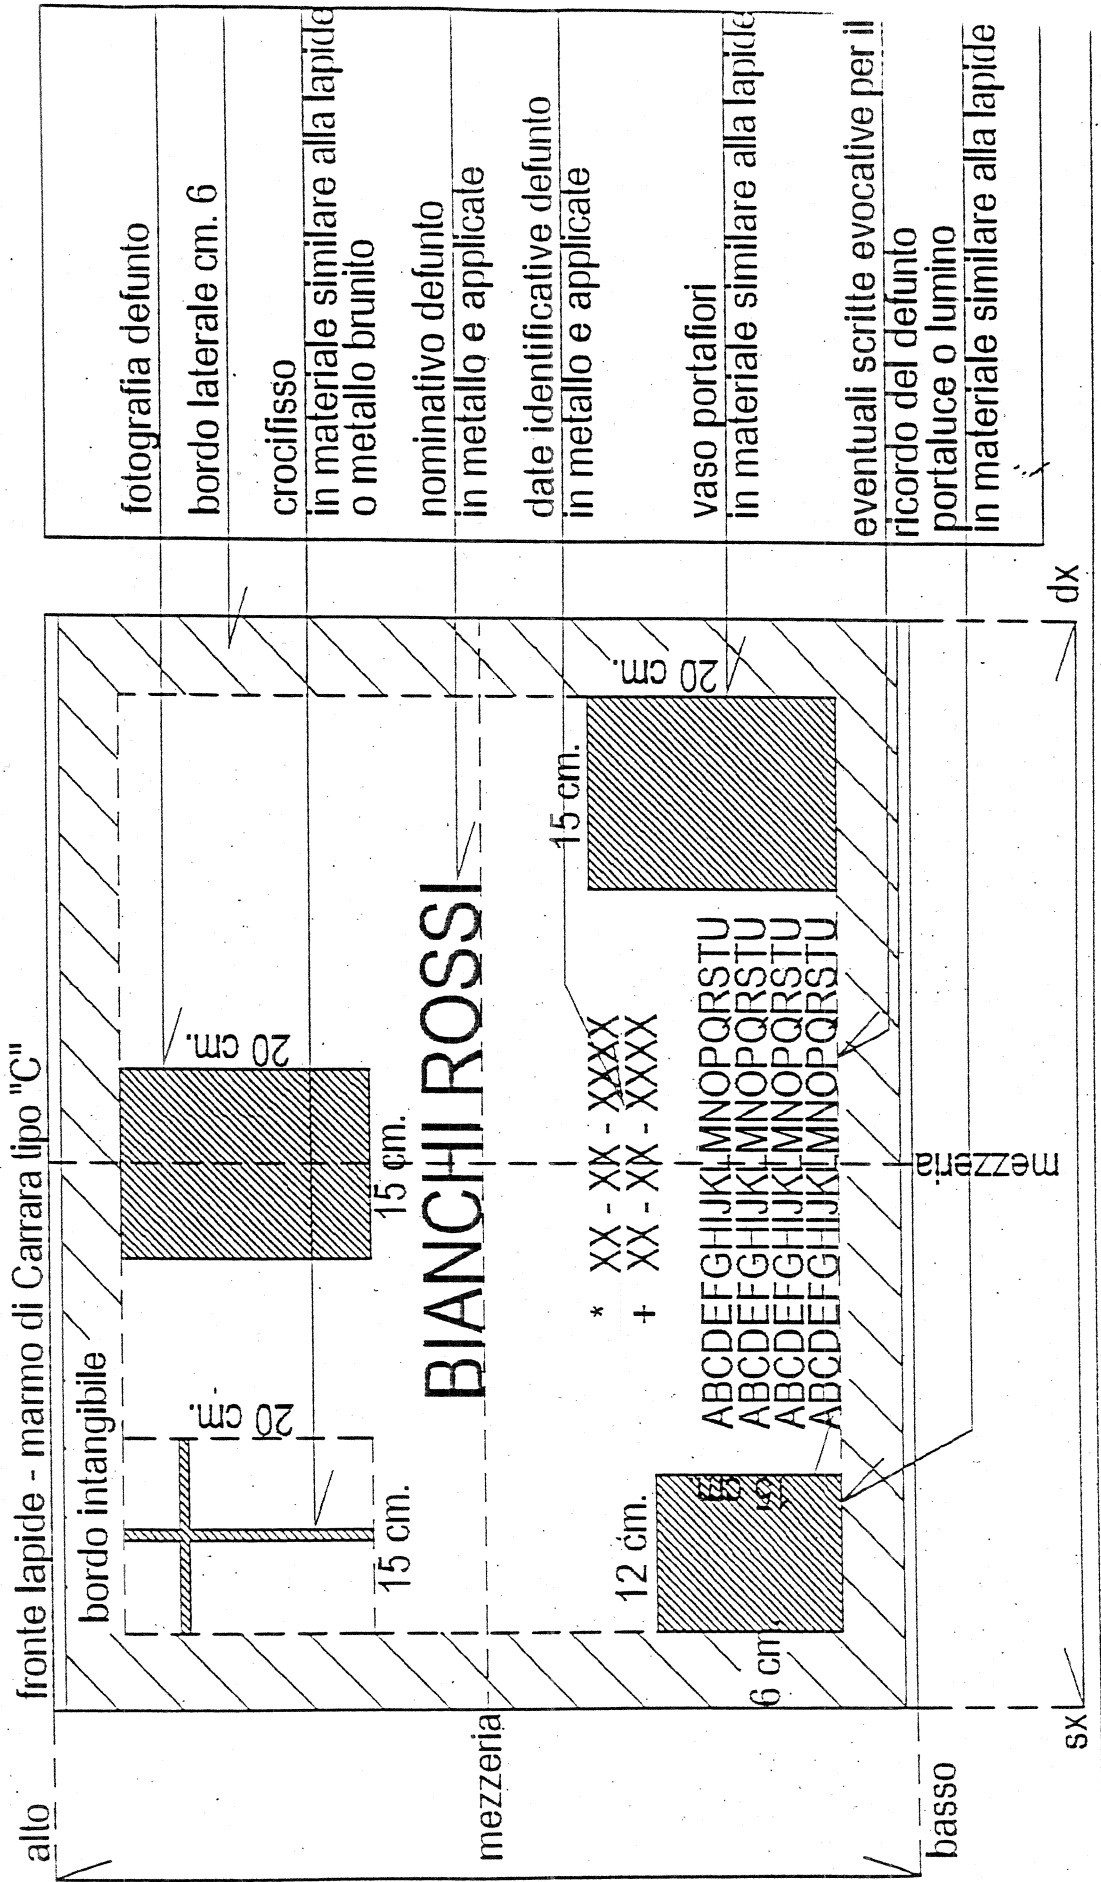 fronte lapide - marmo di Carrara tipo "C"
alto
bordo intangibile
20 cm.
15 cm.
20 cm.
15 cm.
BIANCHI ROSSI
mezzeria
* XX - XX - XXXX
+ XX - XX - XXXX
15 cm.
20 cm.
12 cm.
6 cm.
ABCDEFGHIJKLMNOPQRSTU
ABCDEFGHIJKLMNOPQRSTU
ABCDEFGHIJKLMNOPQRSTU
ABCDEFGHIJKLMNOPQRSTU
basso
mezzeria
sx
dx
fotografia defunto
bordo laterale cm. 6
crocifisso
in materiale similare alla lapide
o metallo brunito
nominativo defunto
in metallo e applicate
date identificative defunto
in metallo e applicate
vaso portafiori
in materiale similare alla lapide
eventuali scritte evocative per il
ricordo del defunto
portaluce o lumino
in materiale similare alla lapide